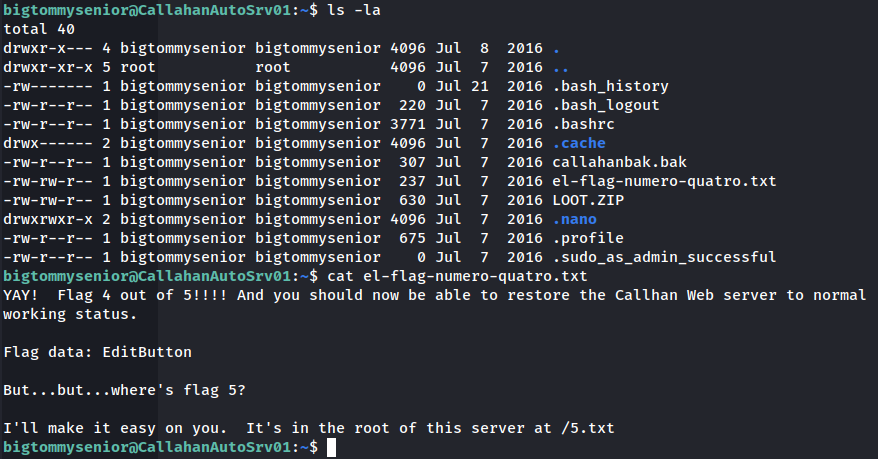 bigtommysenior@CallahanAutoSrv01:~$ ls -la
total 40
drwxr-x--- 4 bigtommysenior bigtommysenior 4096 Jul  8  2016 .
drwxr-xr-x 5 root           root           4096 Jul  7  2016 ..
-rw------- 1 bigtommysenior bigtommysenior    0 Jul 21  2016 .bash_history
-rw-r--r-- 1 bigtommysenior bigtommysenior  220 Jul  7  2016 .bash_logout
-rw-r--r-- 1 bigtommysenior bigtommysenior 3771 Jul  7  2016 .bashrc
drwx------ 2 bigtommysenior bigtommysenior 4096 Jul  7  2016 .cache
-rw-r--r-- 1 bigtommysenior bigtommysenior  307 Jul  7  2016 callahanbak.bak
-rw-rw-r-- 1 bigtommysenior bigtommysenior  237 Jul  7  2016 el-flag-numero-quatro.txt
-rw-rw-r-- 1 bigtommysenior bigtommysenior  630 Jul  7  2016 LOOT.ZIP
drwxrwxr-x 2 bigtommysenior bigtommysenior 4096 Jul  7  2016 .nano
-rw-r--r-- 1 bigtommysenior bigtommysenior  675 Jul  7  2016 .profile
-rw-r--r-- 1 bigtommysenior bigtommysenior    0 Jul  7  2016 .sudo_as_admin_successful
bigtommysenior@CallahanAutoSrv01:~$ cat el-flag-numero-quatro.txt
YAY!  Flag 4 out of 5!!!! And you should now be able to restore the Callhan Web server to normal
working status.
Flag data: EditButton
But...but...where's flag 5?
I'll make it easy on you.  It's in the root of this server at /5.txt
bigtommysenior@CallahanAutoSrv01:~$